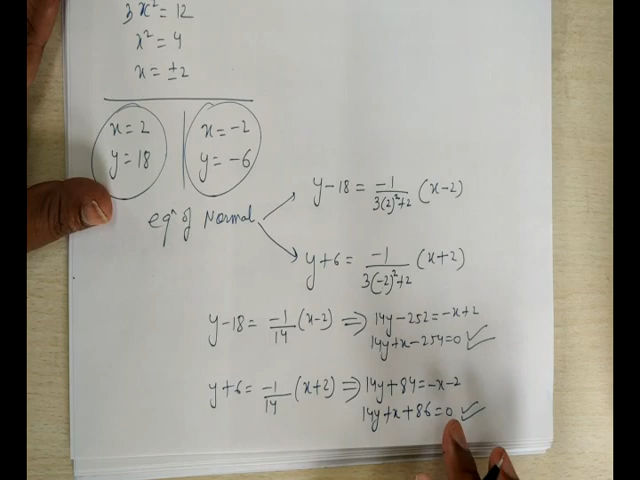 3x² = 12
x² = 4
x = ±2
x = 2
y = 18
x = -2
y = -6
eqⁿ of Normal
y-18 = -1/(3(2)²+2) (x-2)
y+6 = -1/(3(-2)²+2) (x+2)
y-18 = -1/14 (x-2) ⇒ 14y-252 = -x+2
14y+x-254=0 ✓
y+6 = -1/14 (x+2) ⇒ 14y+84 = -x-2
14y+x+86=0 ✓